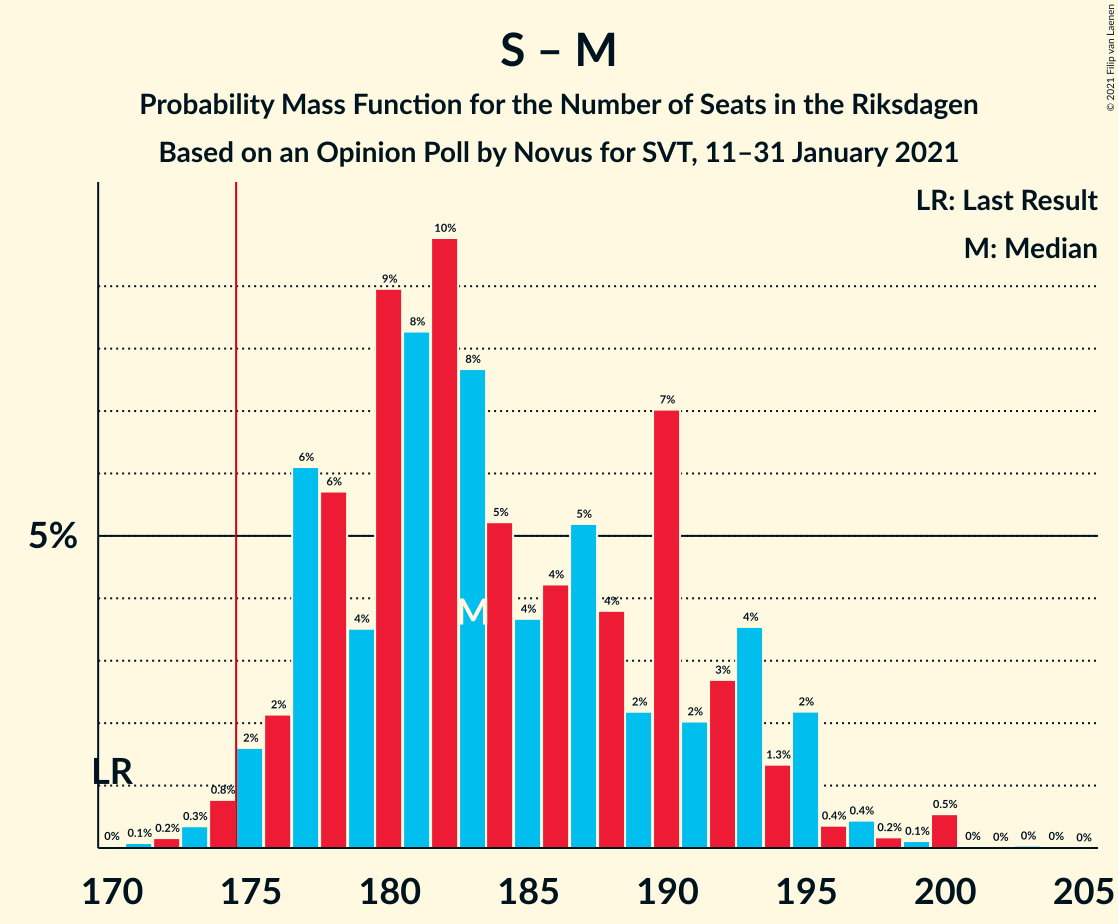 S – M
Probability Mass Function for the Number of Seats in the Riksdagen
Based on an Opinion Poll by Novus for SVT, 11–31 January 2021
© 2021 Filip van Laenen
LR: Last Result
M: Median
5%
LR
M
0% 0.1% 0.2% 0.3% 0.8% 2% 2% 6% 6% 4% 9% 8% 10% 8% 5% 4% 4% 5% 4% 2% 7% 2% 3% 4% 1.3% 2% 0.4% 0.4% 0.2% 0.1% 0.5% 0% 0% 0% 0% 0%
170 175 180 185 190 195 200 205